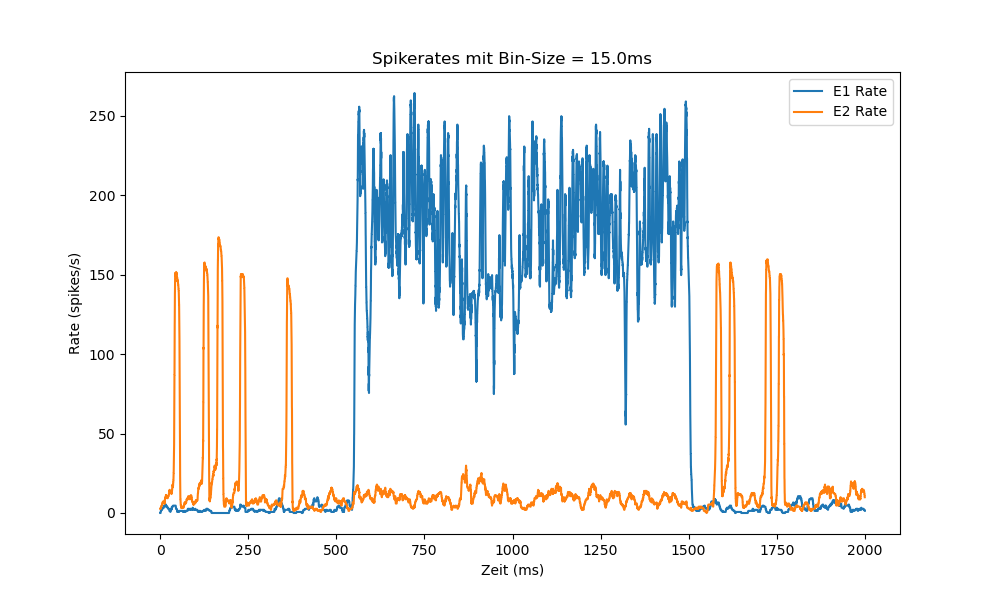 Spikerates mit Bin-Size = 15.0ms
E1 Rate
E2 Rate
Rate (spikes/s)
250
200
150
100
50
0
0 250 500 750 1000 1250 1500 1750 2000
Zeit (ms)